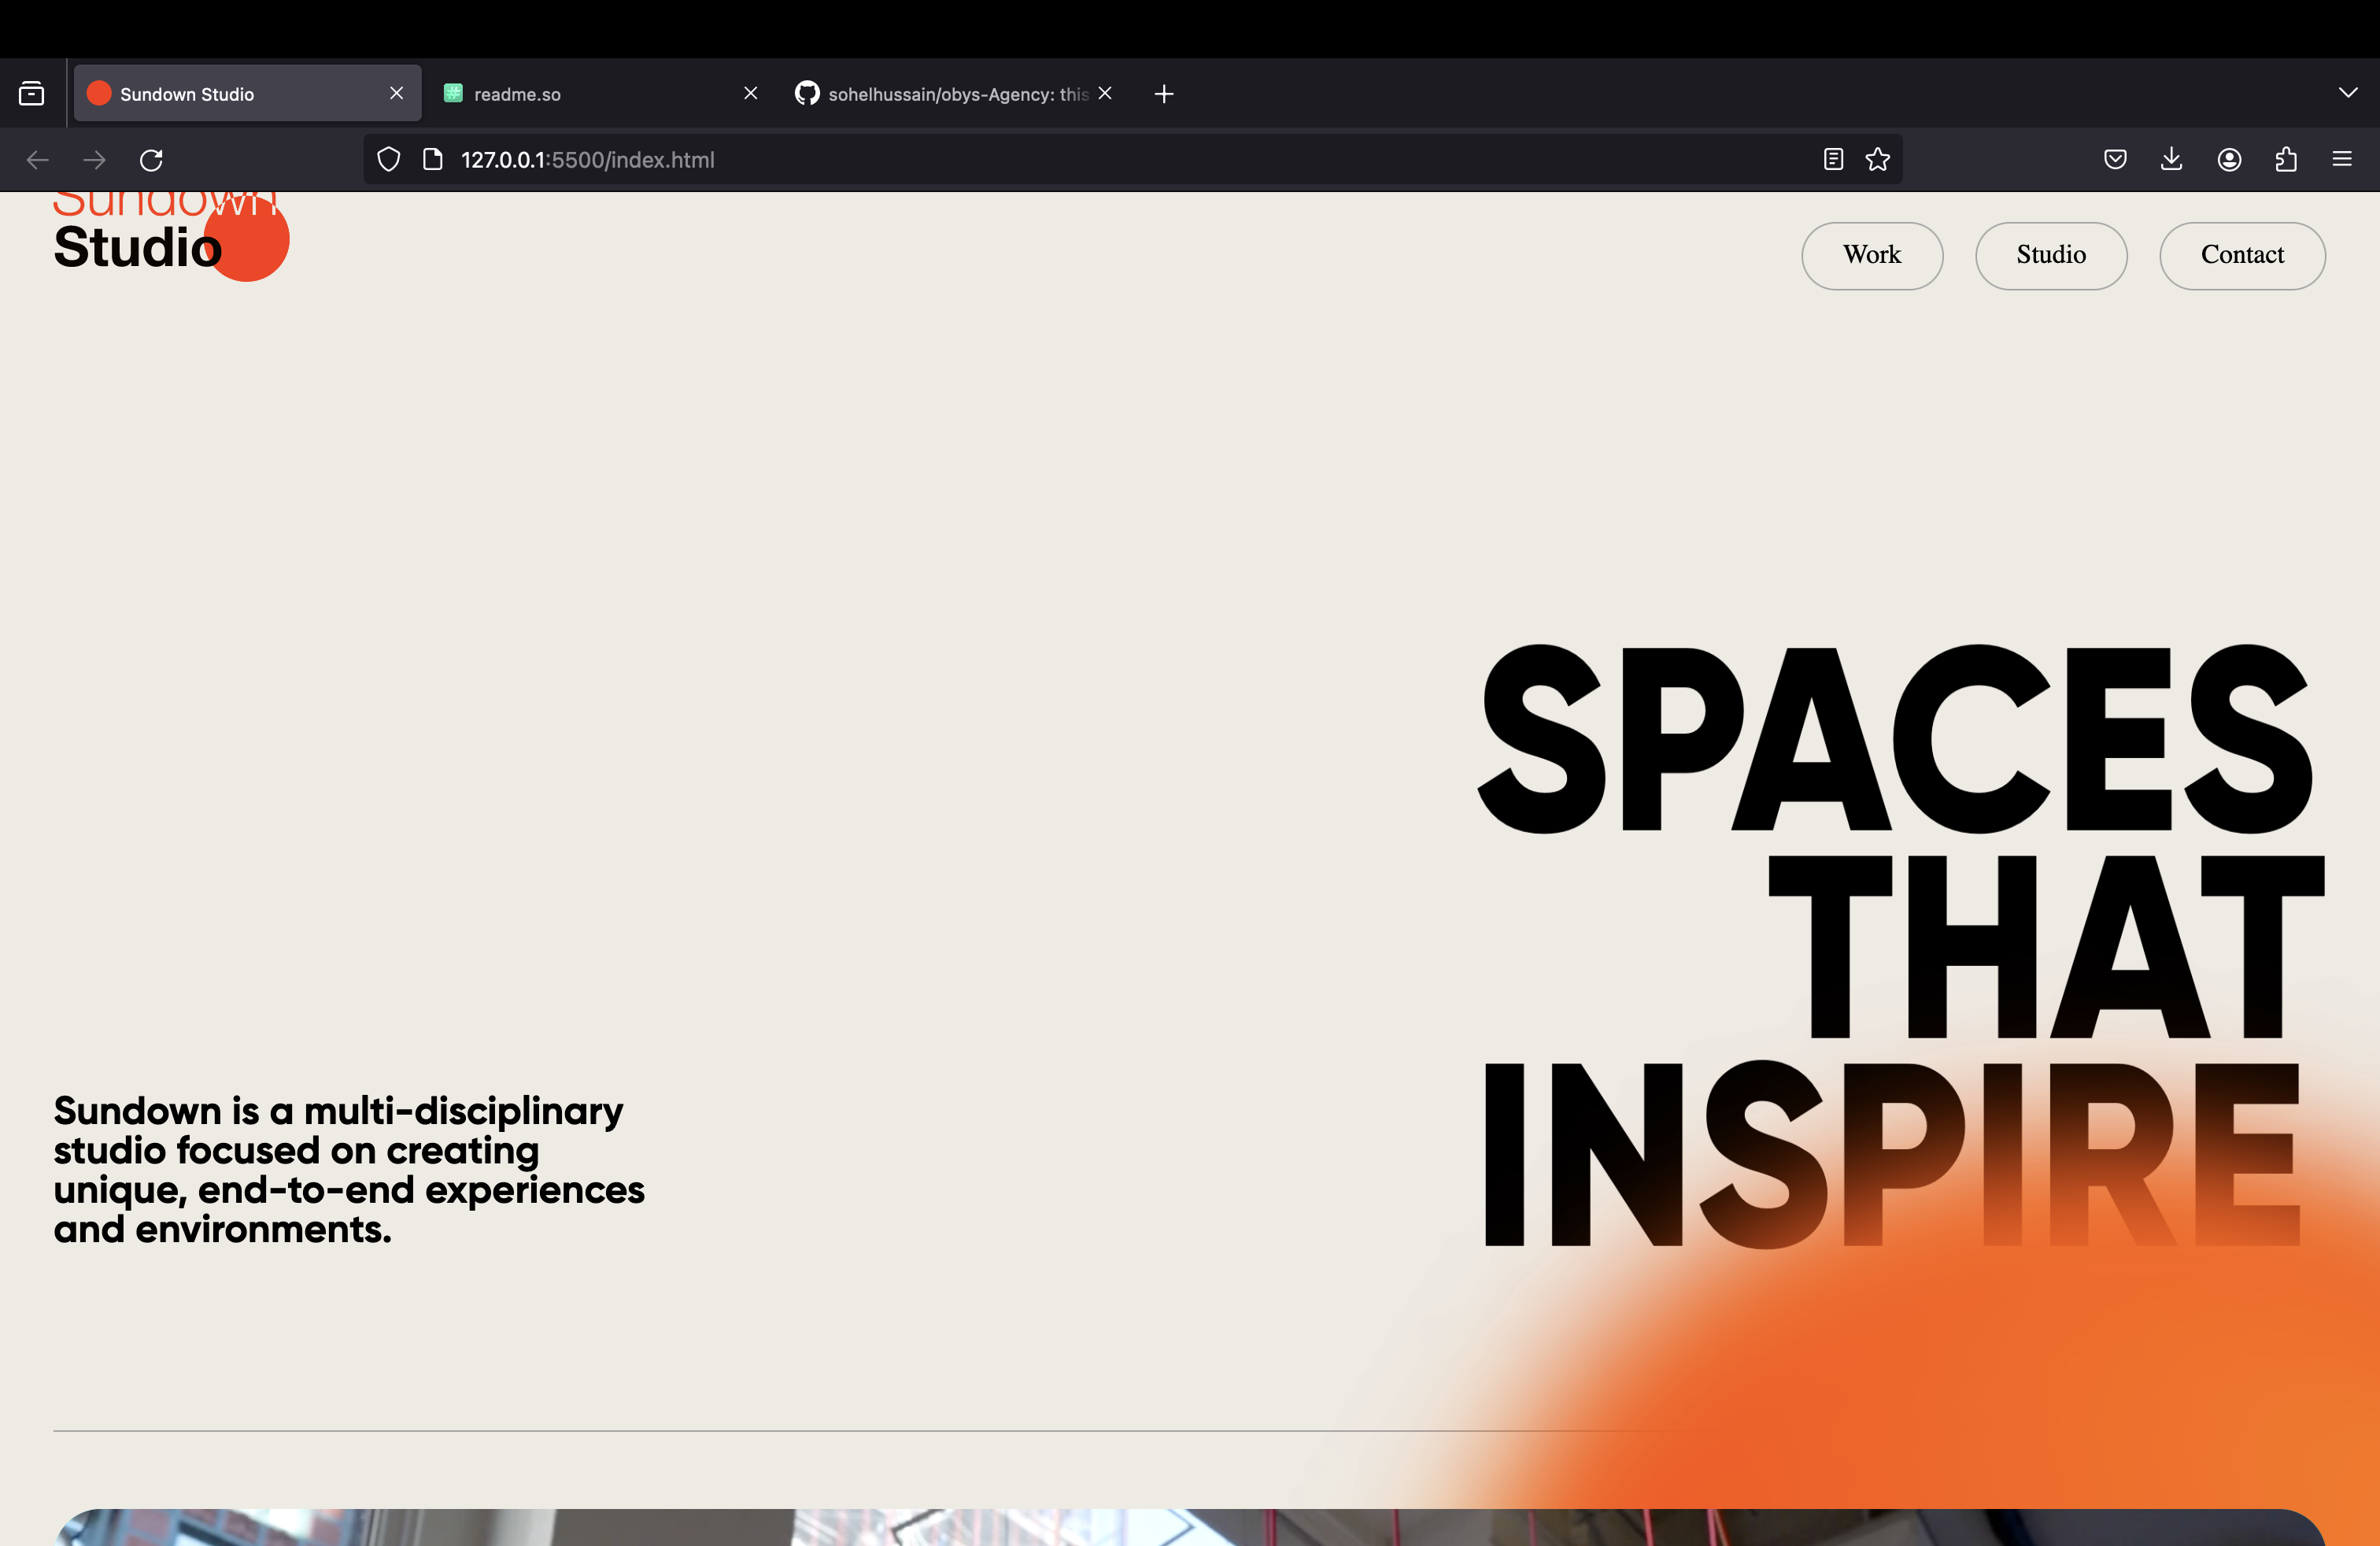 Sundown Studio
readme.so
sohelhussain/obys-Agency: this
127.0.0.1:5500/index.html
Sundown
Studio
Work
Studio
Contact
SPACES
THAT
INSPIRE
Sundown is a multi-disciplinary
studio focused on creating
unique, end-to-end experiences
and environments.